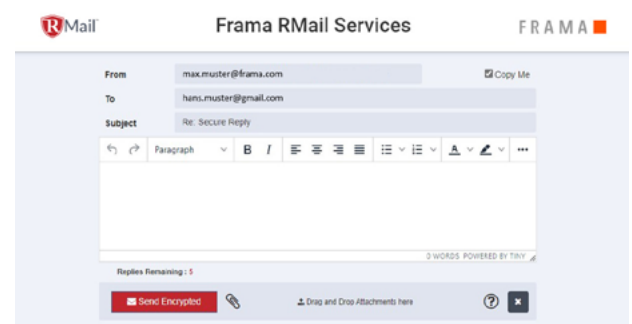 RMail Frama RMail Services FRAMA
From max.muster@frama.com Copy Me
To hans.muster@gmail.com
Subject Re: Secure Reply
Paragraph B I A
0 WORDS POWERED BY TINY
Replies Remaining : 5
Send Encrypted Drag and Drop Attachments here ? x